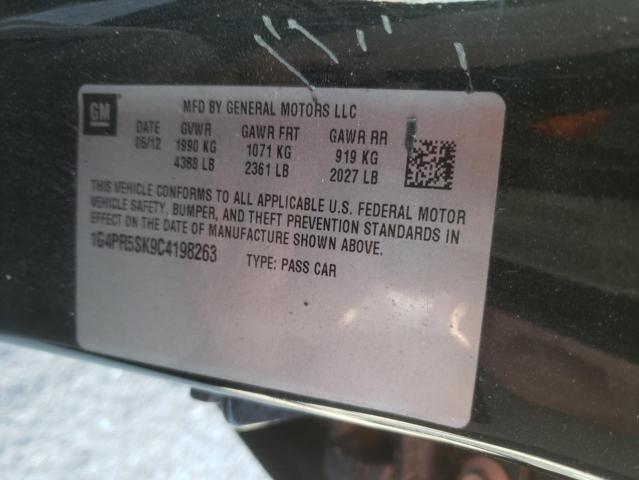 GM
MFD BY GENERAL MOTORS LLC
DATE GVWR GAWR FRT GAWR RR
05/12 1990 KG 1071 KG 919 KG
4388 LB 2361 LB 2027 LB
THIS VEHICLE CONFORMS TO ALL APPLICABLE U.S. FEDERAL MOTOR
VEHICLE SAFETY, BUMPER, AND THEFT PREVENTION STANDARDS IN
EFFECT ON THE DATE OF MANUFACTURE SHOWN ABOVE.
1G4PR5SK9C4198263 TYPE: PASS CAR